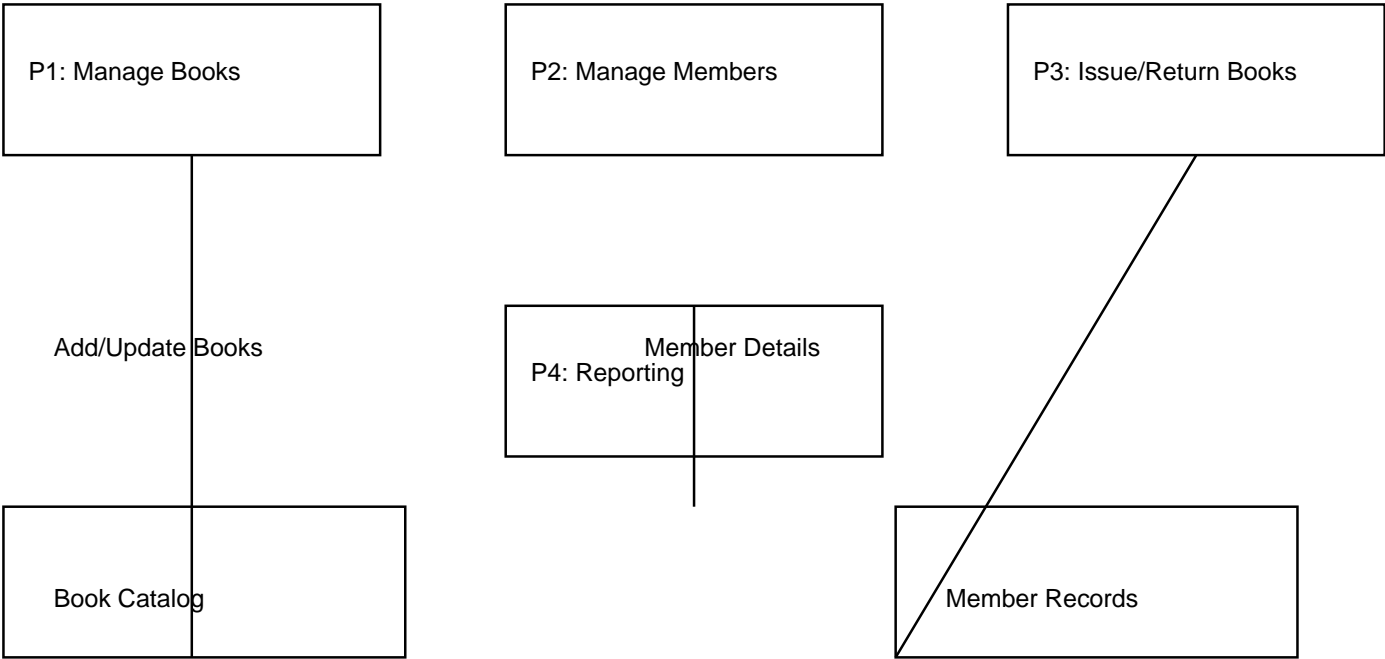 P1: Manage Books
P2: Manage Members
P3: Issue/Return Books
Add/Update Books
Member Details
P4: Reporting
Book Catalog
Member Records